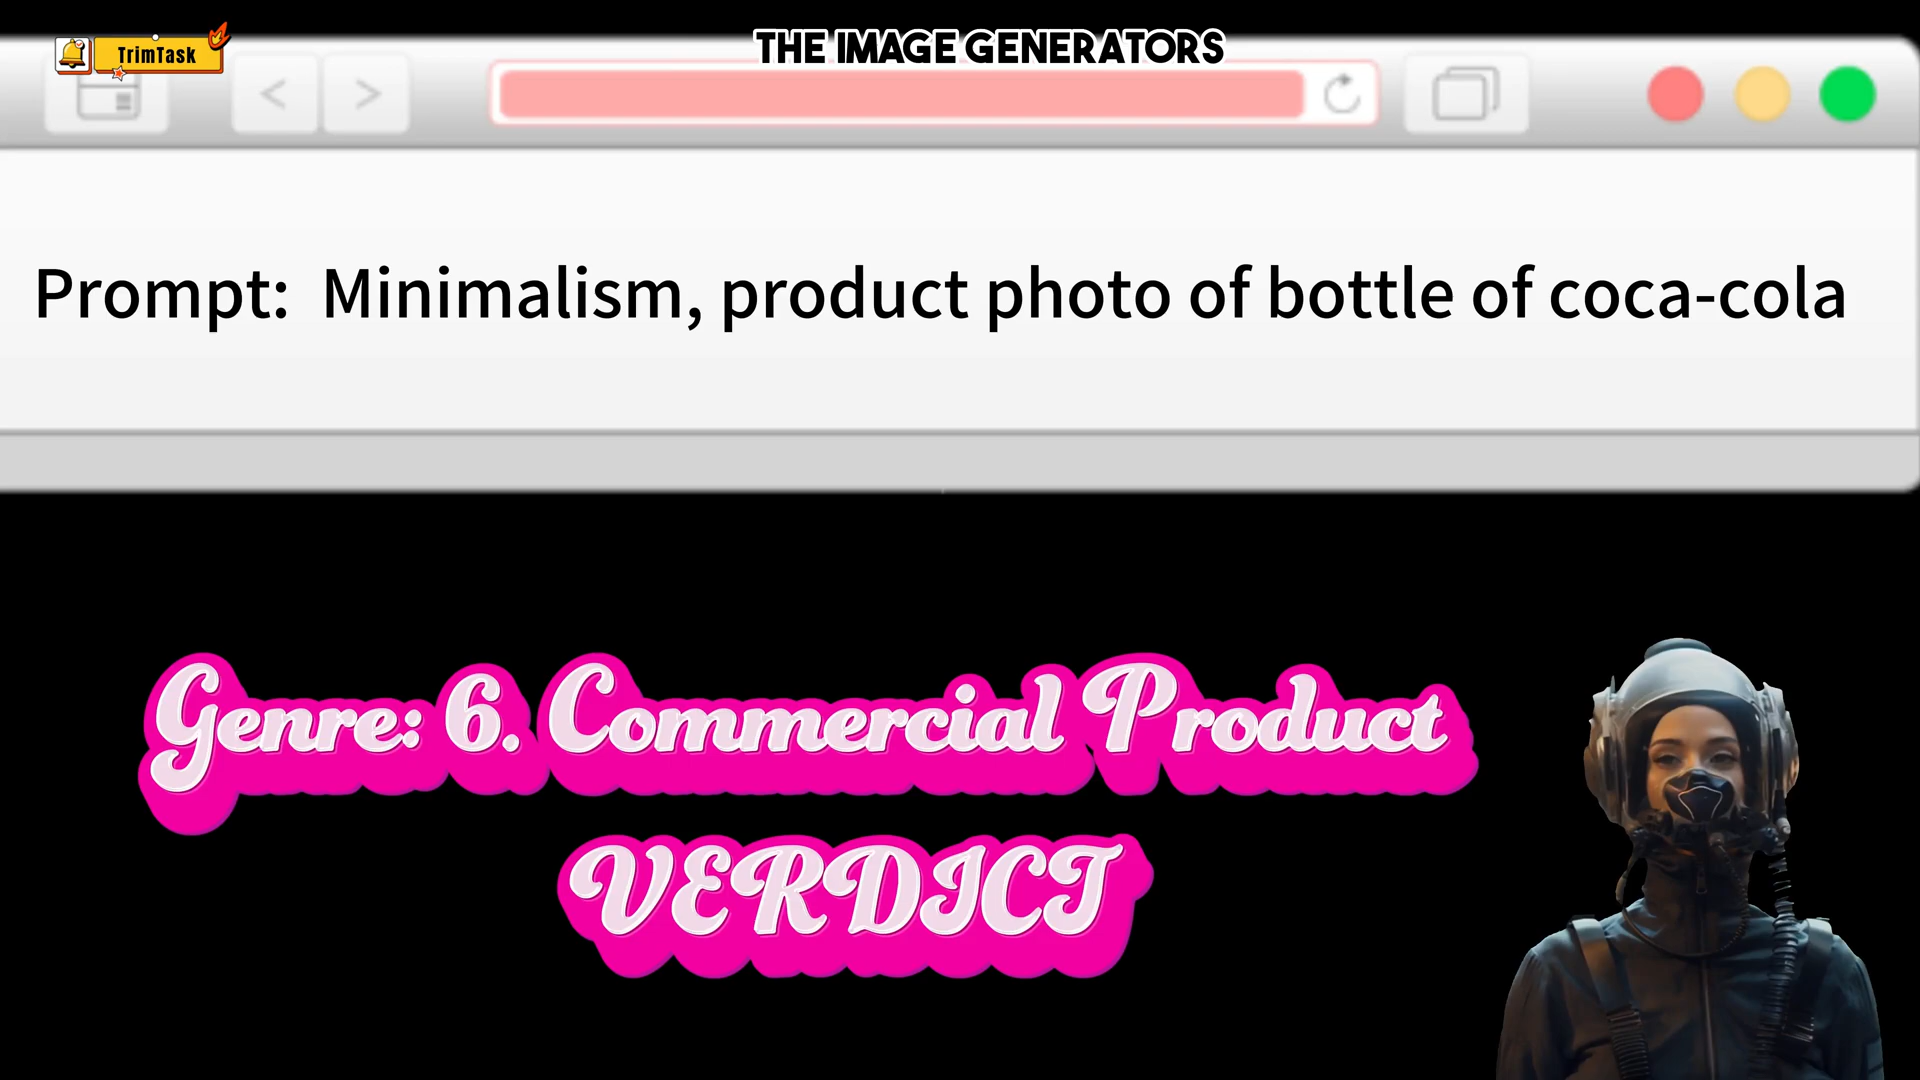 THE IMAGE GENERATORS
TrimTask
Prompt: Minimalism, product photo of bottle of coca-cola
Genre: 6. Commercial Product
VERDICT